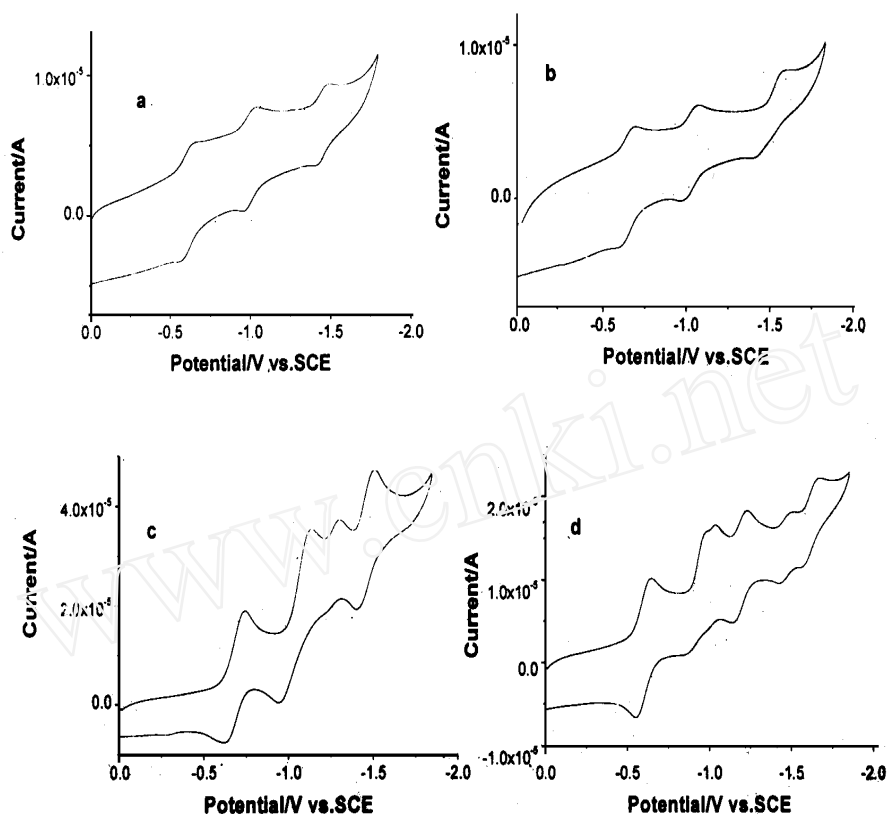 a
1.0x10⁻⁵
0.0
Current/A
0.0 -0.5 -1.0 -1.5 -2.0
Potential/V vs.SCE
b
1.0x10⁻⁵
0.0
Current/A
0.0 -0.5 -1.0 -1.5 -2.0
Potential/V vs.SCE
c
4.0x10⁻⁵
2.0x10⁻⁵
0.0
Current/A
0.0 -0.5 -1.0 -1.5 -2.0
Potential/V vs.SCE
d
2.0x10⁻⁵
1.0x10⁻⁵
0.0
-1.0x10⁻⁵
Current/A
0.0 -0.5 -1.0 -1.5 -2.0
Potential/V vs.SCE
www.cnki.net